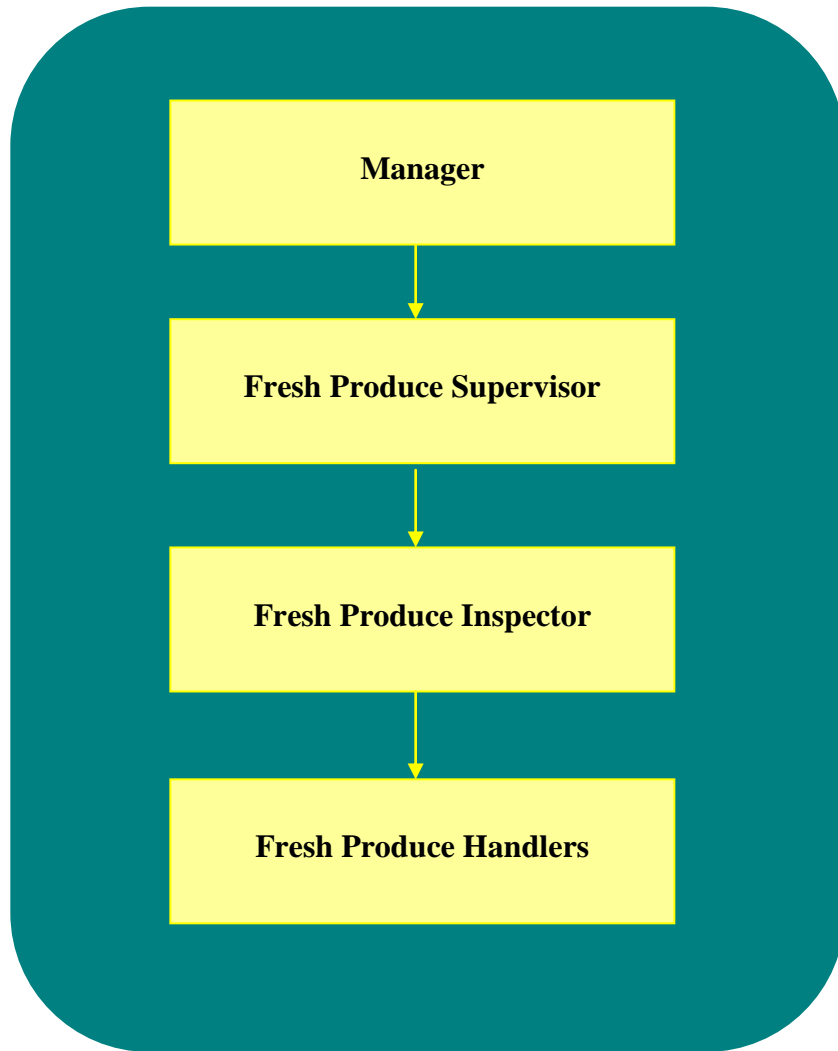 Manager
Fresh Produce Supervisor
Fresh Produce Inspector
Fresh Produce Handlers